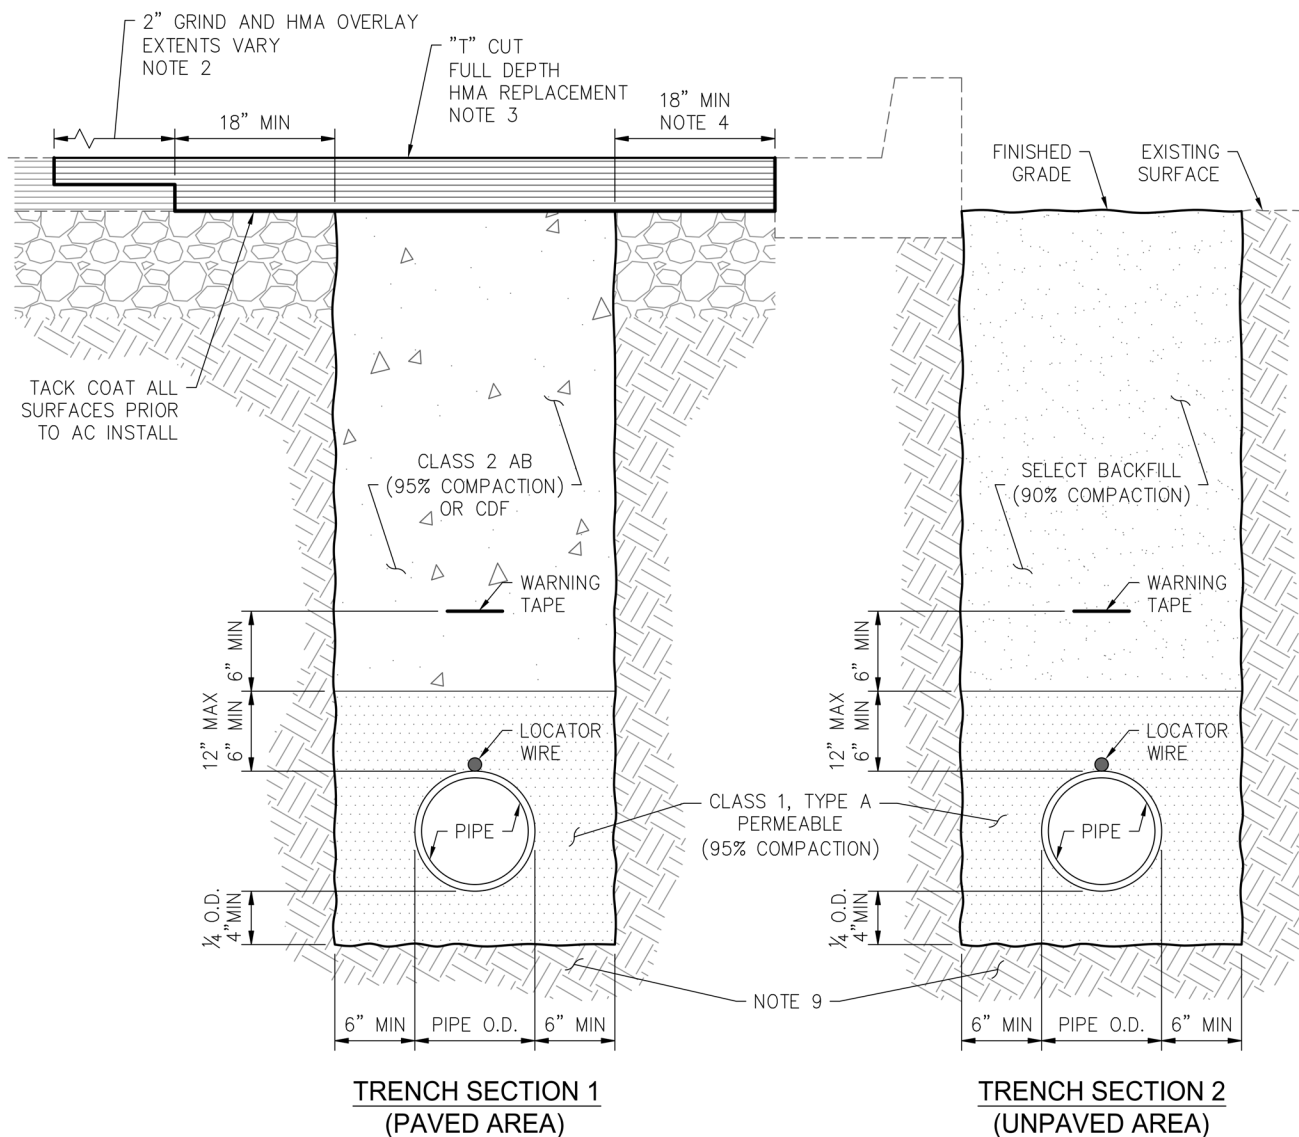 2” GRIND AND HMA OVERLAY
EXTENTS VARY
NOTE 2
”T” CUT
FULL DEPTH
HMA REPLACEMENT
NOTE 3
18” MIN
18” MIN
NOTE 4
FINISHED
GRADE
EXISTING
SURFACE
TACK COAT ALL
SURFACES PRIOR
TO AC INSTALL
CLASS 2 AB
(95% COMPACTION)
OR CDF
SELECT BACKFILL
(90% COMPACTION)
WARNING
TAPE
WARNING
TAPE
6” MIN
6” MIN
12” MAX
6” MIN
12” MAX
6” MIN
LOCATOR
WIRE
LOCATOR
WIRE
CLASS 1, TYPE A
PERMEABLE
(95% COMPACTION)
PIPE
PIPE
¼ O.D.
4”MIN
¼ O.D.
4”MIN
NOTE 9
6” MIN
PIPE O.D.
6” MIN
6” MIN
PIPE O.D.
6” MIN
TRENCH SECTION 1
(PAVED AREA)
TRENCH SECTION 2
(UNPAVED AREA)